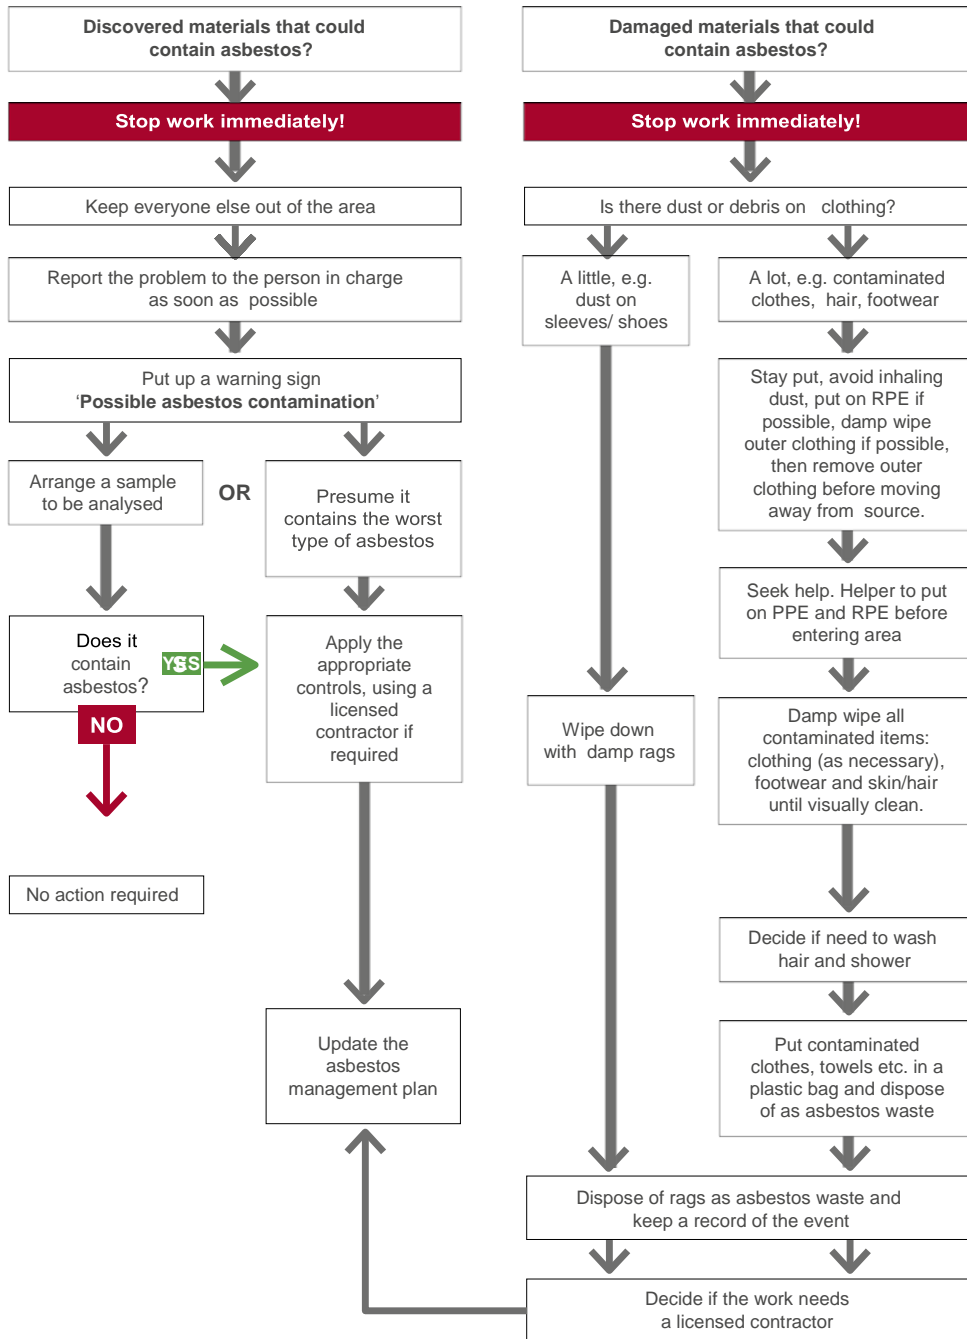 Discovered materials that could
contain asbestos?
Stop work immediately!
Keep everyone else out of the area
Report the problem to the person in charge
as soon as possible
Put up a warning sign
‘Possible asbestos contamination’
Arrange a sample
to be analysed
OR
Presume it
contains the worst
type of asbestos
Does it
contain
asbestos?
YES
NO
Apply the
appropriate
controls, using a
licensed
contractor if
required
No action required
Update the
asbestos
management plan
Damaged materials that could
contain asbestos?
Stop work immediately!
Is there dust or debris on clothing?
A little, e.g.
dust on
sleeves/ shoes
Wipe down
with damp rags
A lot, e.g. contaminated
clothes, hair, footwear
Stay put, avoid inhaling
dust, put on RPE if
possible, damp wipe
outer clothing if possible,
then remove outer
clothing before moving
away from source.
Seek help. Helper to put
on PPE and RPE before
entering area
Damp wipe all
contaminated items:
clothing (as necessary),
footwear and skin/hair
until visually clean.
Decide if need to wash
hair and shower
Put contaminated
clothes, towels etc. in a
plastic bag and dispose
of as asbestos waste
Dispose of rags as asbestos waste and
keep a record of the event
Decide if the work needs
a licensed contractor